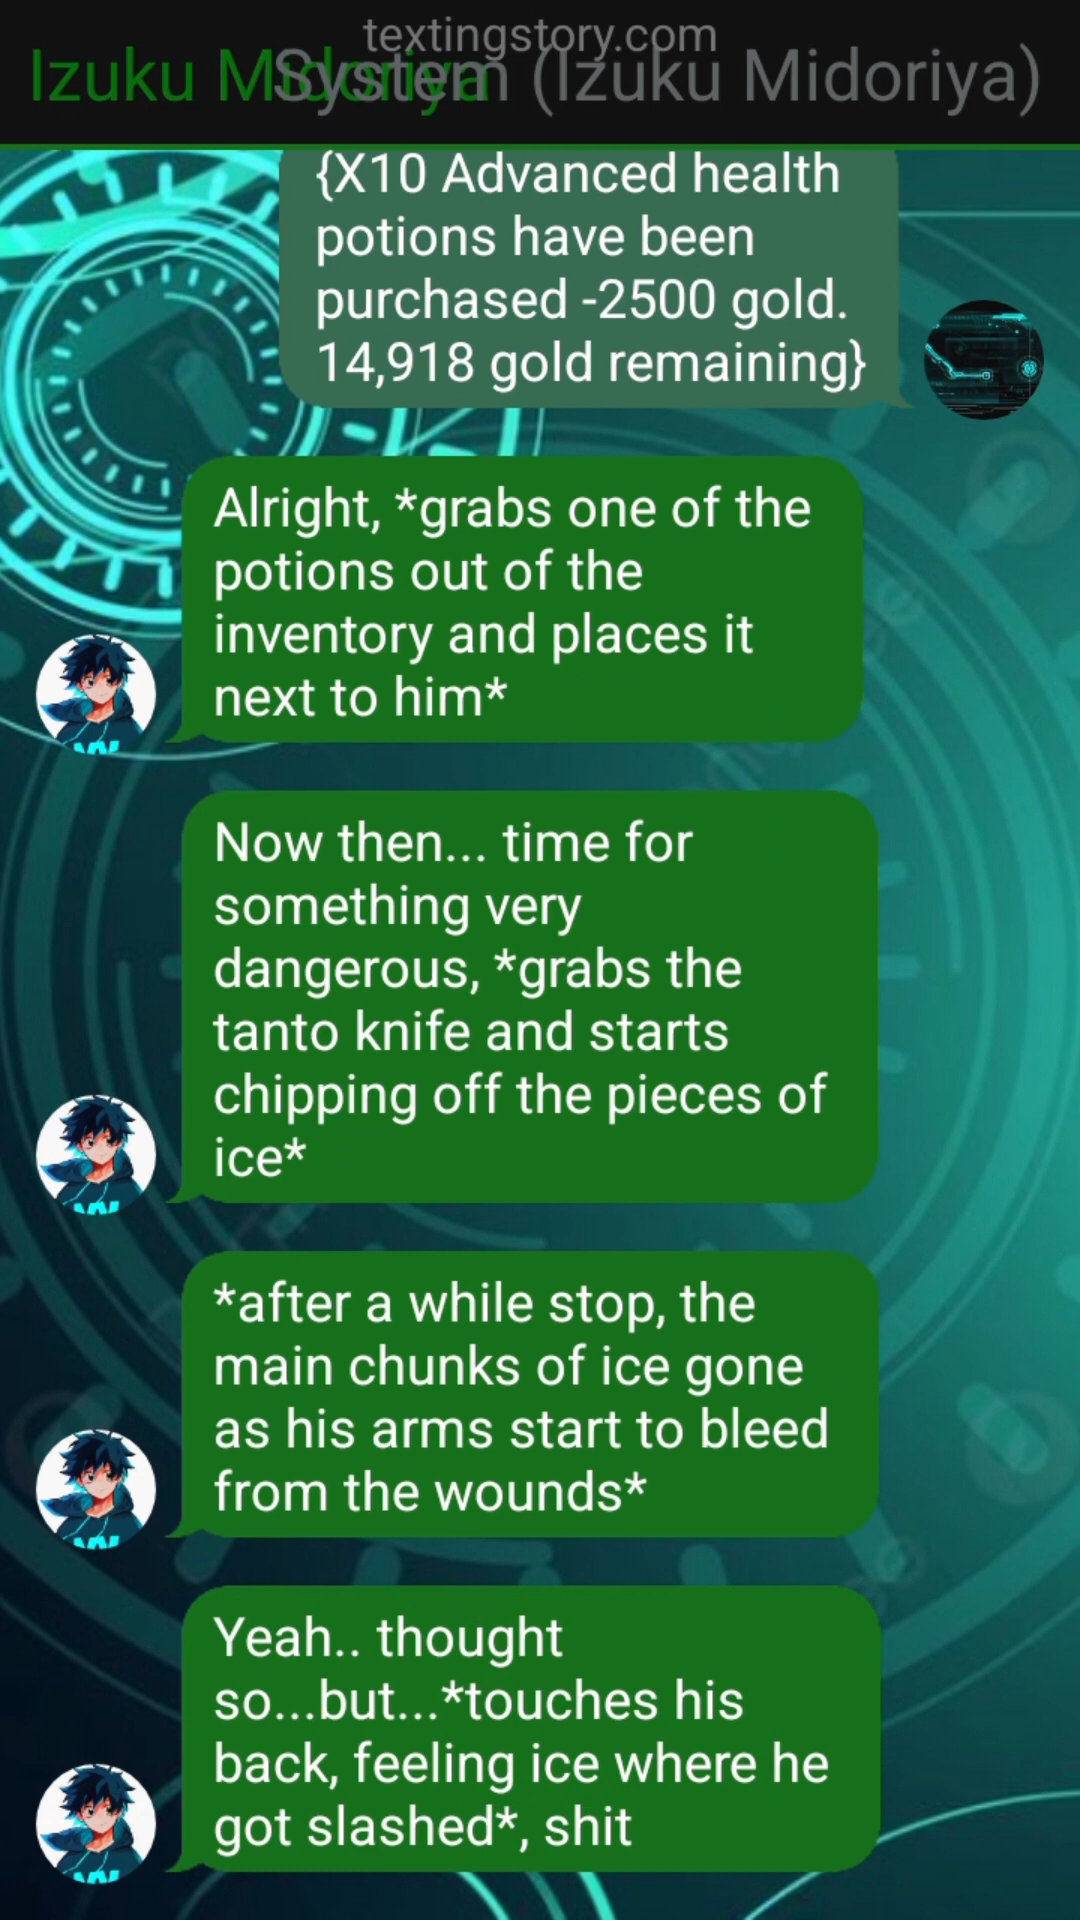 textingstory.com
Izuku Midoriya
System (Izuku Midoriya)
{X10 Advanced health
potions have been
purchased -2500 gold.
14,918 gold remaining}
Alright, *grabs one of the
potions out of the
inventory and places it
next to him*
Now then... time for
something very
dangerous, *grabs the
tanto knife and starts
chipping off the pieces of
ice*
*after a while stop, the
main chunks of ice gone
as his arms start to bleed
from the wounds*
Yeah.. thought
so...but...*touches his
back, feeling ice where he
got slashed*, shit